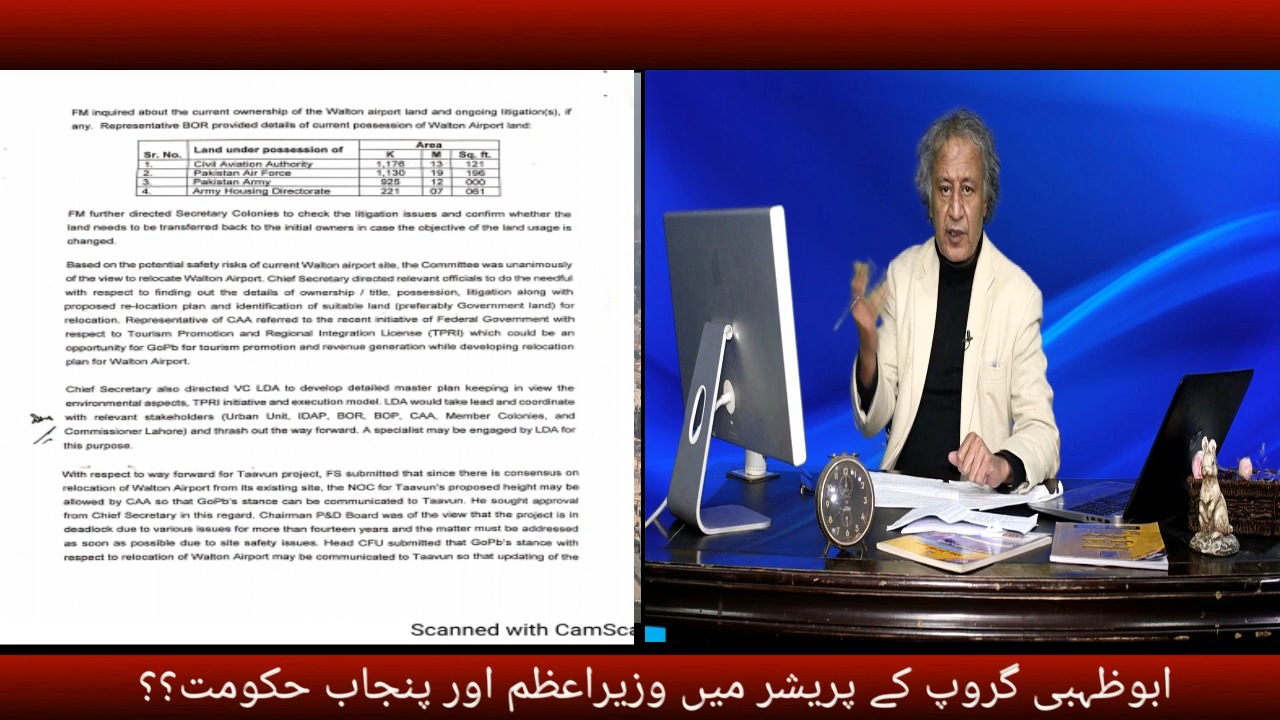 FM inquired about the current ownership of the Walton airport land and ongoing litigation(s), if
any. Representative BOR provided details of current possession of Walton Airport land:
Sr. No. Land under possession of Area
K M Sq. ft.
1. Civil Aviation Authority 1,176 13 121
2. Pakistan Air Force 1,130 19 196
3. Pakistan Army 925 12 000
4. Army Housing Directorate 221 07 061
FM further directed Secretary Colonies to check the litigation issues and confirm whether the
land needs to be transferred back to the initial owners in case the objective of the land usage is
changed.
Based on the potential safety risks of current Walton airport site, the Committee was unanimously
of the view to relocate Walton Airport. Chief Secretary directed relevant officials to do the needful
with respect to finding out the details of ownership / title, possession, litigation along with
proposed re-location plan and identification of suitable land (preferably Government land) for
relocation. Representative of CAA referred to the recent initiative of Federal Government with
respect to Tourism Promotion and Regional Integration License (TPRI) which could be an
opportunity for GoPb for tourism promotion and revenue generation while developing relocation
plan for Walton Airport.
Chief Secretary also directed VC LDA to develop detailed master plan keeping in view the
environmental aspects, TPRI initiative and execution model. LDA would take lead and coordinate
with relevant stakeholders (Urban Unit, IDAP, BOR, BOP, CAA, Member Colonies, and
Commissioner Lahore) and thrash out the way forward. A specialist may be engaged by LDA for
this purpose.
With respect to way forward for Taavun project, FS submitted that since there is consensus on
relocation of Walton Airport from its existing site, the NOC for Taavun's proposed height may be
allowed by CAA so that GoPb's stance can be communicated to Taavun. He sought approval
from Chief Secretary in this regard. Chairman P&D Board was of the view that the project is in
deadlock due to various issues for more than fourteen years and the matter must be addressed
as soon as possible due to site safety issues. Head CFU submitted that GoPb's stance with
respect to relocation of Walton Airport may be communicated to Taavun so that updating of the
Scanned with CamSca
ابوظہبی گروپ کے پریشر میں وزیراعظم اور پنجاب حکومت؟؟